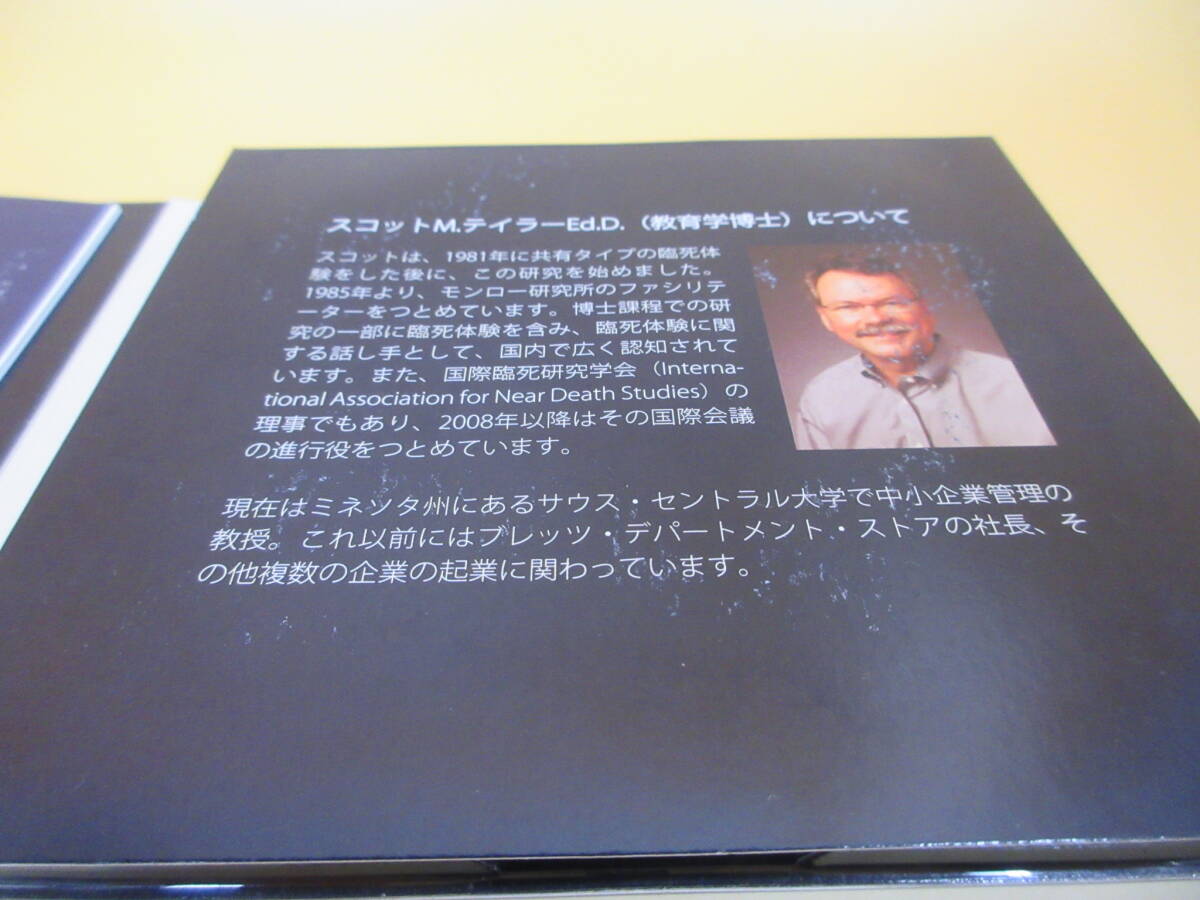 スコットM.テイラーEd.D.（教育学博士）について
スコットは、1981年に共有タイプの臨死体
験をした後に、この研究を始めました。
1985年より、モンロー研究所のファシリテ
ーターをつとめています。博士課程での研
究の一部に臨死体験を含み、臨死体験に関
する話し手として、国内で広く認知されて
います。また、国際臨死研究学会（Interna-
tional Association for Near Death Studies）の
理事でもあり、2008年以降はその国際会議
の進行役をつとめています。
現在はミネソタ州にあるサウス・セントラル大学で中小企業管理の
教授。これ以前にはブレッツ・デパートメント・ストアの社長、そ
の他複数の企業の起業に関わっています。